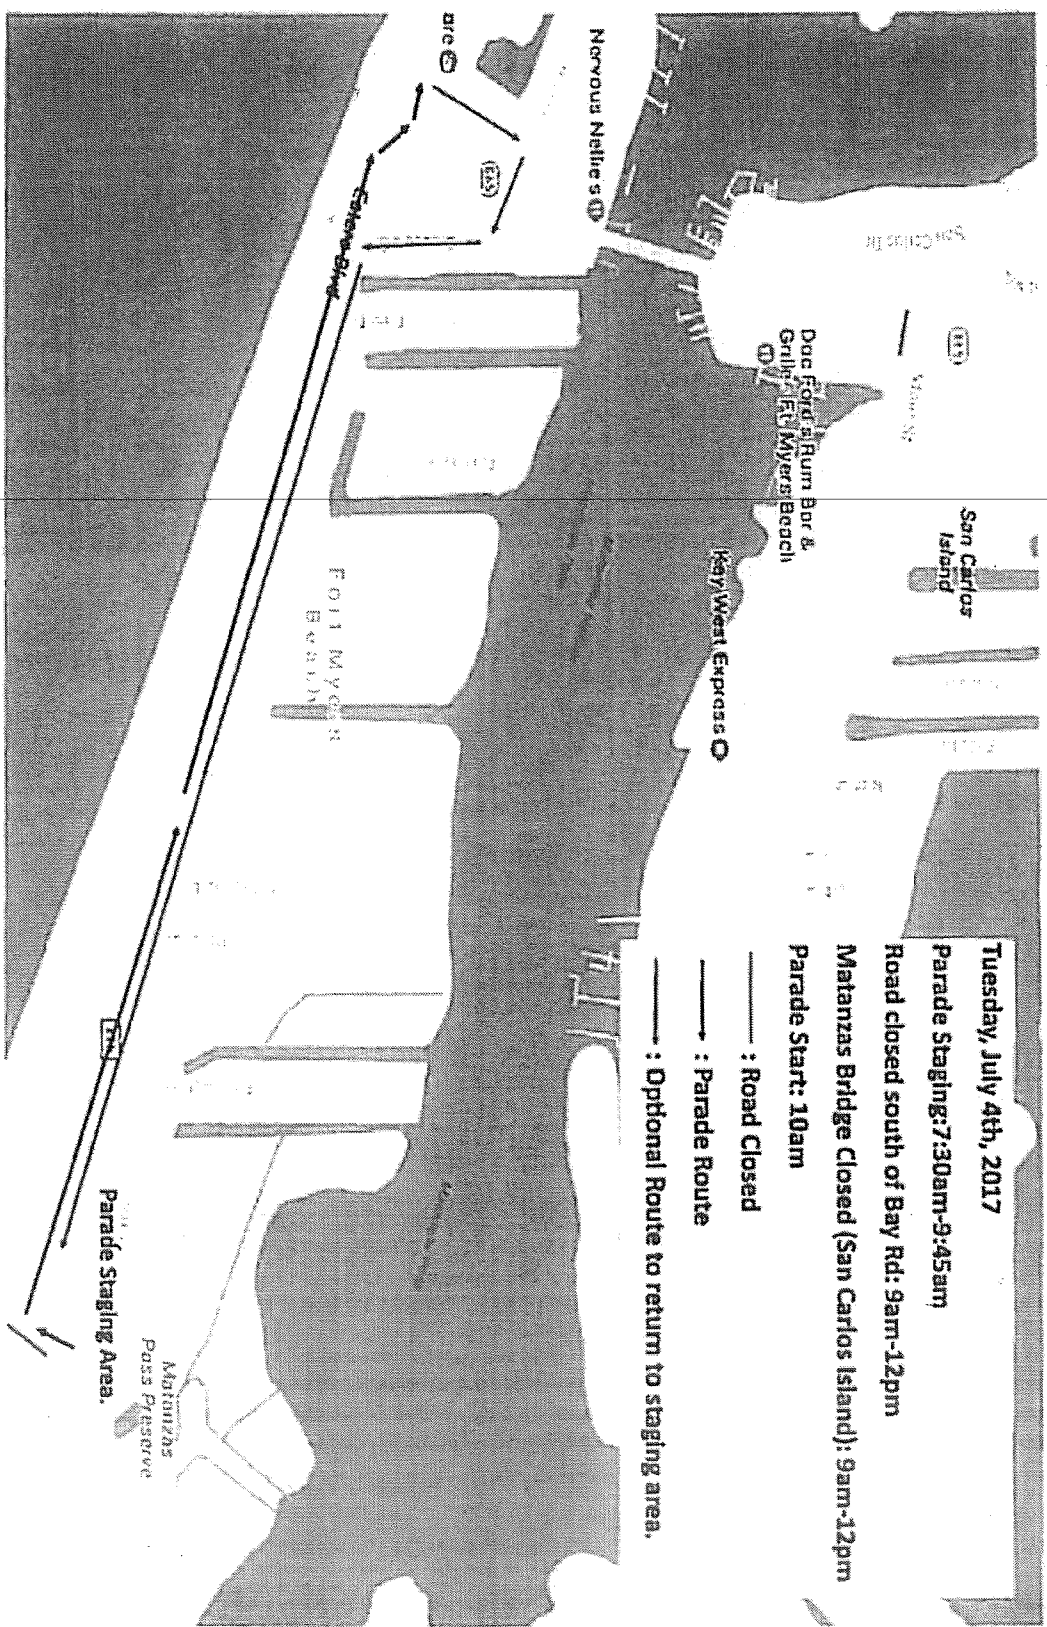 Tuesday, July 4th, 2017
Parade Staging:7:30am-9:45am
Road closed south of Bay Rd: 9am-12pm
Matanzas Bridge Closed (San Carlos Island): 9am-12pm
Parade Start: 10am
: Road Closed
: Parade Route
: Optional Route to return to staging area.
San Carlos
Island
Doc Ford's Rum Bar &
Grille: Ft. Myers Beach
Key West Express
Nervous Nellie's
are
865
Estero Blvd
Fort Myers
Beach
Parade Staging Area.
Matanzas
Pass Preserve